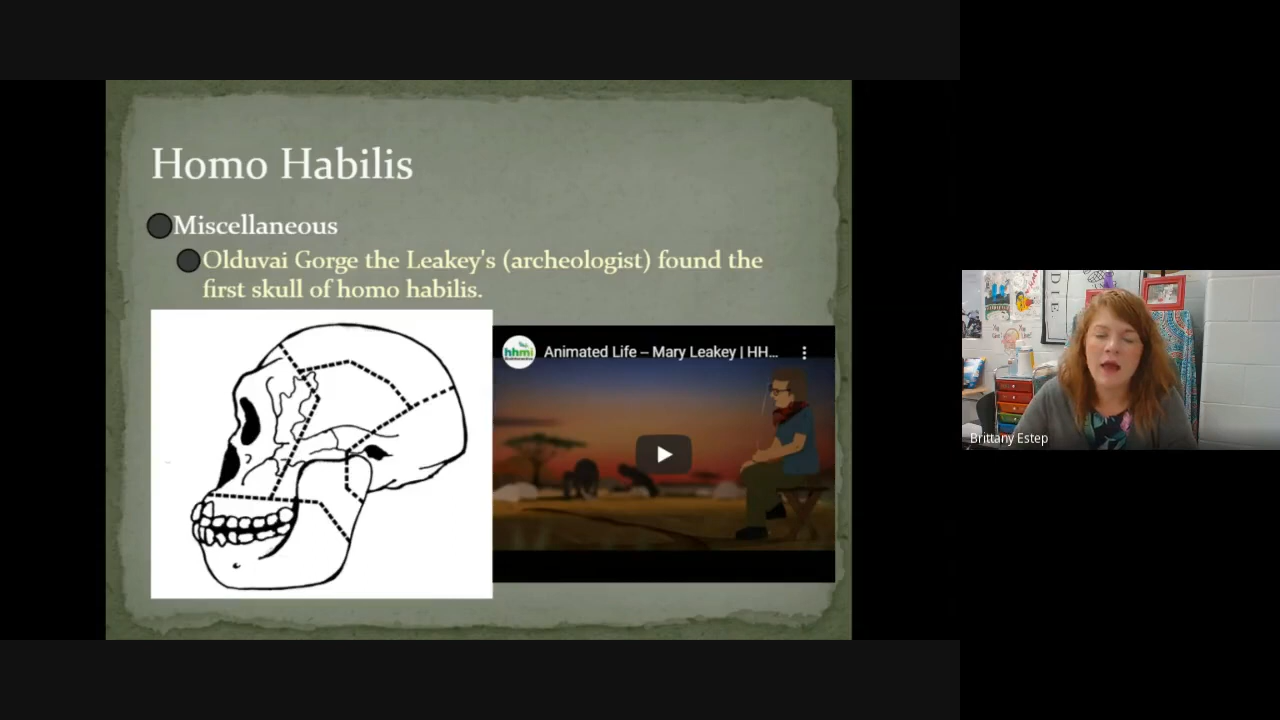 Homo Habilis
Miscellaneous
Olduvai Gorge the Leakey's (archeologist) found the
first skull of homo habilis.
hhmi
Animated Life – Mary Leakey | HH...
Brittany Estep